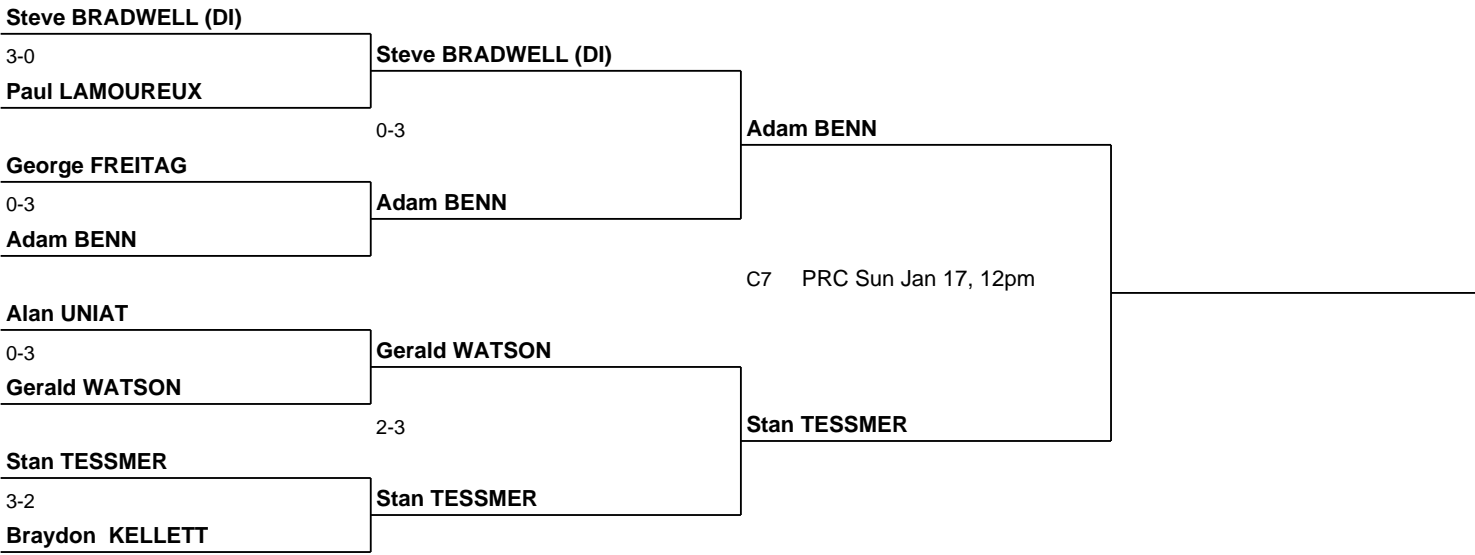 Steve BRADWELL (DI)
3-0
Steve BRADWELL (DI)
Paul LAMOUREUX
0-3
Adam BENN
George FREITAG
0-3
Adam BENN
Adam BENN
C7 PRC Sun Jan 17, 12pm
Alan UNIAT
0-3
Gerald WATSON
Gerald WATSON
2-3
Stan TESSMER
Stan TESSMER
3-2
Stan TESSMER
Braydon KELLETT